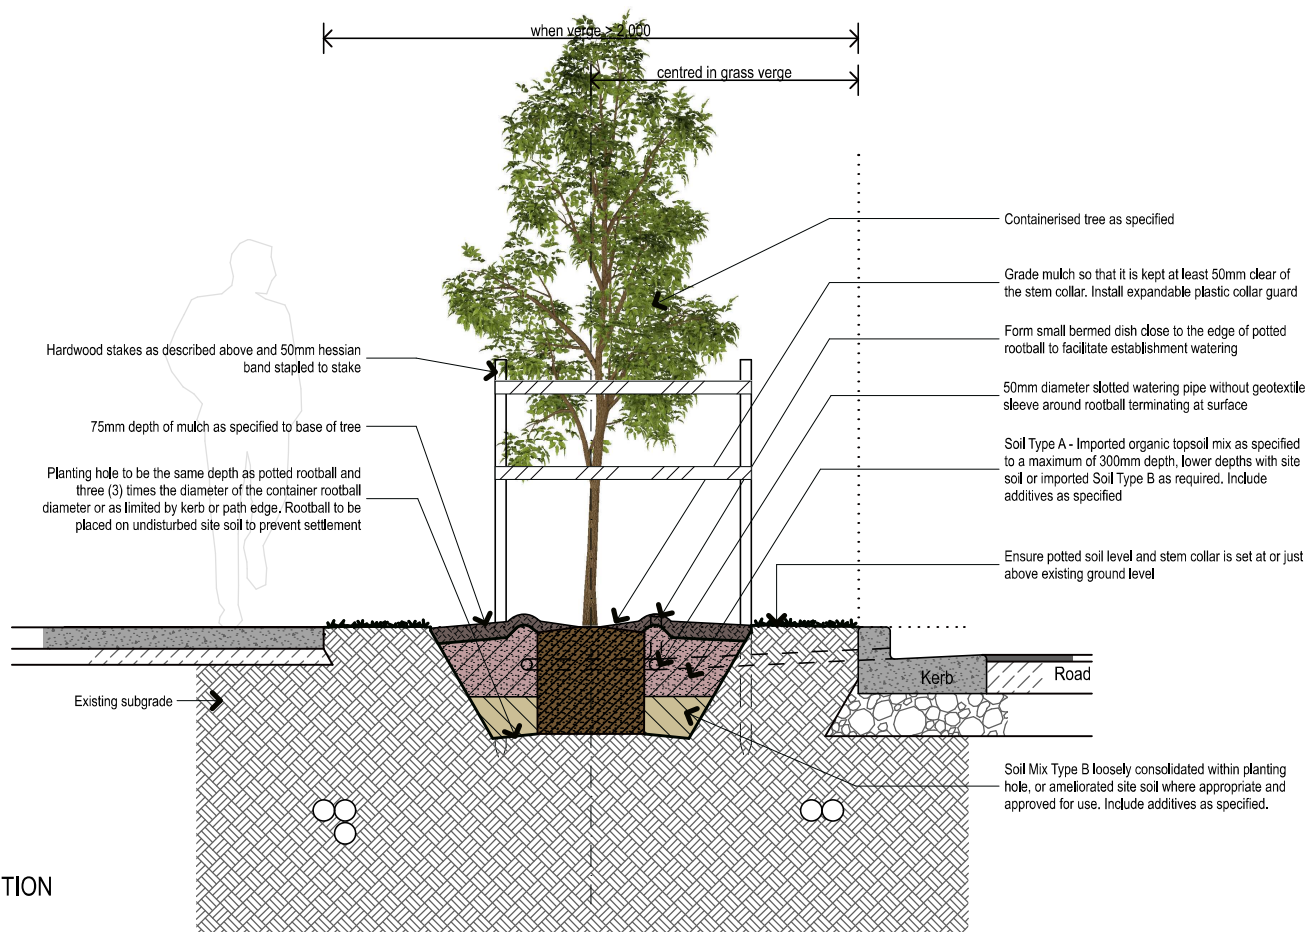 when verge > 2,000
centred in grass verge
Containerised tree as specified
Grade mulch so that it is kept at least 50mm clear of
the stem collar. Install expandable plastic collar guard
Form small bermed dish close to the edge of potted
rootball to facilitate establishment watering
50mm diameter slotted watering pipe without geotextile
sleeve around rootball terminating at surface
Soil Type A - Imported organic topsoil mix as specified
to a maximum of 300mm depth, lower depths with site
soil or imported Soil Type B as required. Include
additives as specified
Ensure potted soil level and stem collar is set at or just
above existing ground level
Hardwood stakes as described above and 50mm hessian
band stapled to stake
75mm depth of mulch as specified to base of tree
Planting hole to be the same depth as potted rootball and
three (3) times the diameter of the container rootball
diameter or as limited by kerb or path edge. Rootball to be
placed on undisturbed site soil to prevent settlement
Existing subgrade
Kerb
Road
Soil Mix Type B loosely consolidated within planting
hole, or ameliorated site soil where appropriate and
approved for use. Include additives as specified.
TION